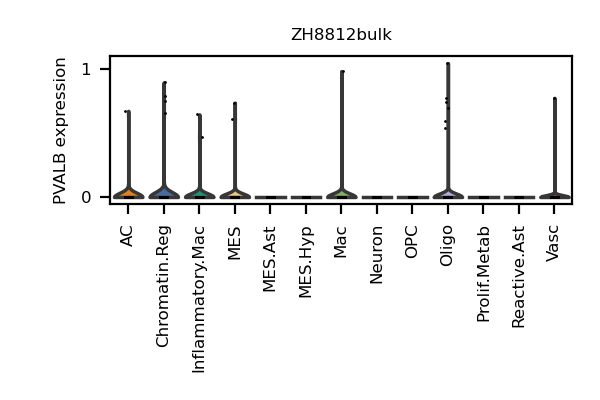 ZH8812bulk
PVALB expression
1
0
AC
Chromatin.Reg
Inflammatory.Mac
MES
MES.Ast
MES.Hyp
Mac
Neuron
OPC
Oligo
Prolif.Metab
Reactive.Ast
Vasc